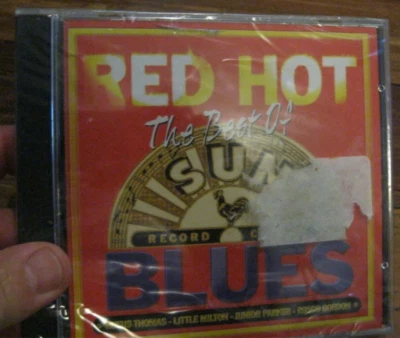 RED HOT
The Best Of
SUN
RECORD
BLUES
THOMAS - LITTLE MILTON - JUNIOR PARKER - ROSCO GORDON